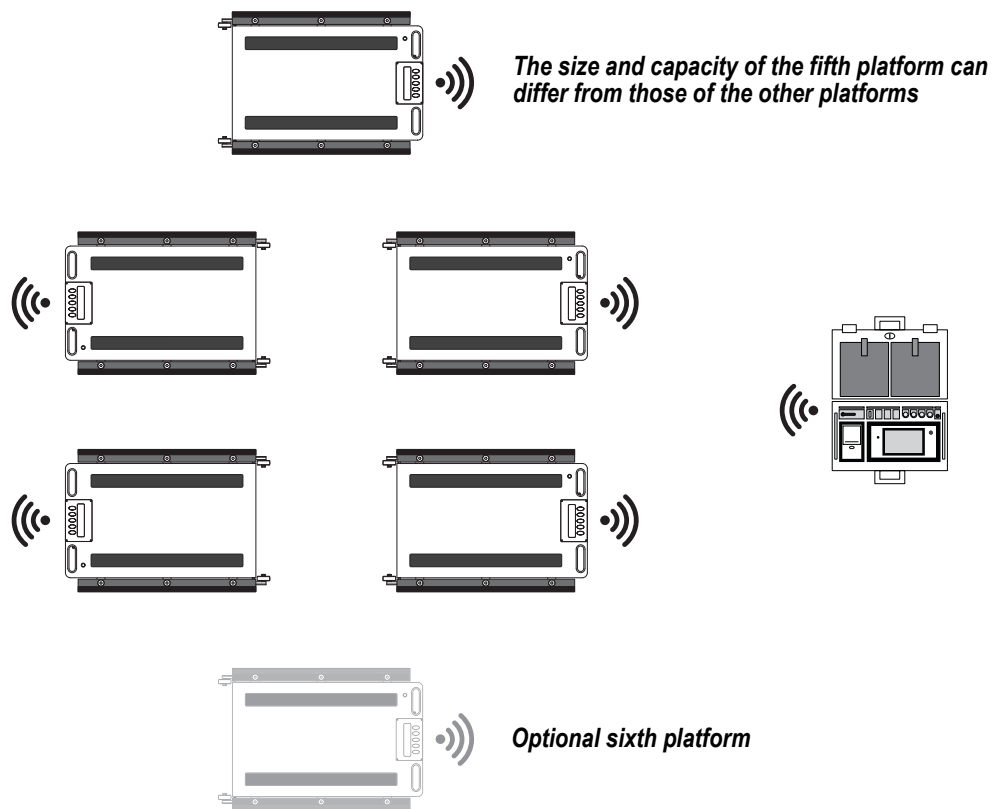 The size and capacity of the fifth platform can
differ from those of the other platforms
Optional sixth platform